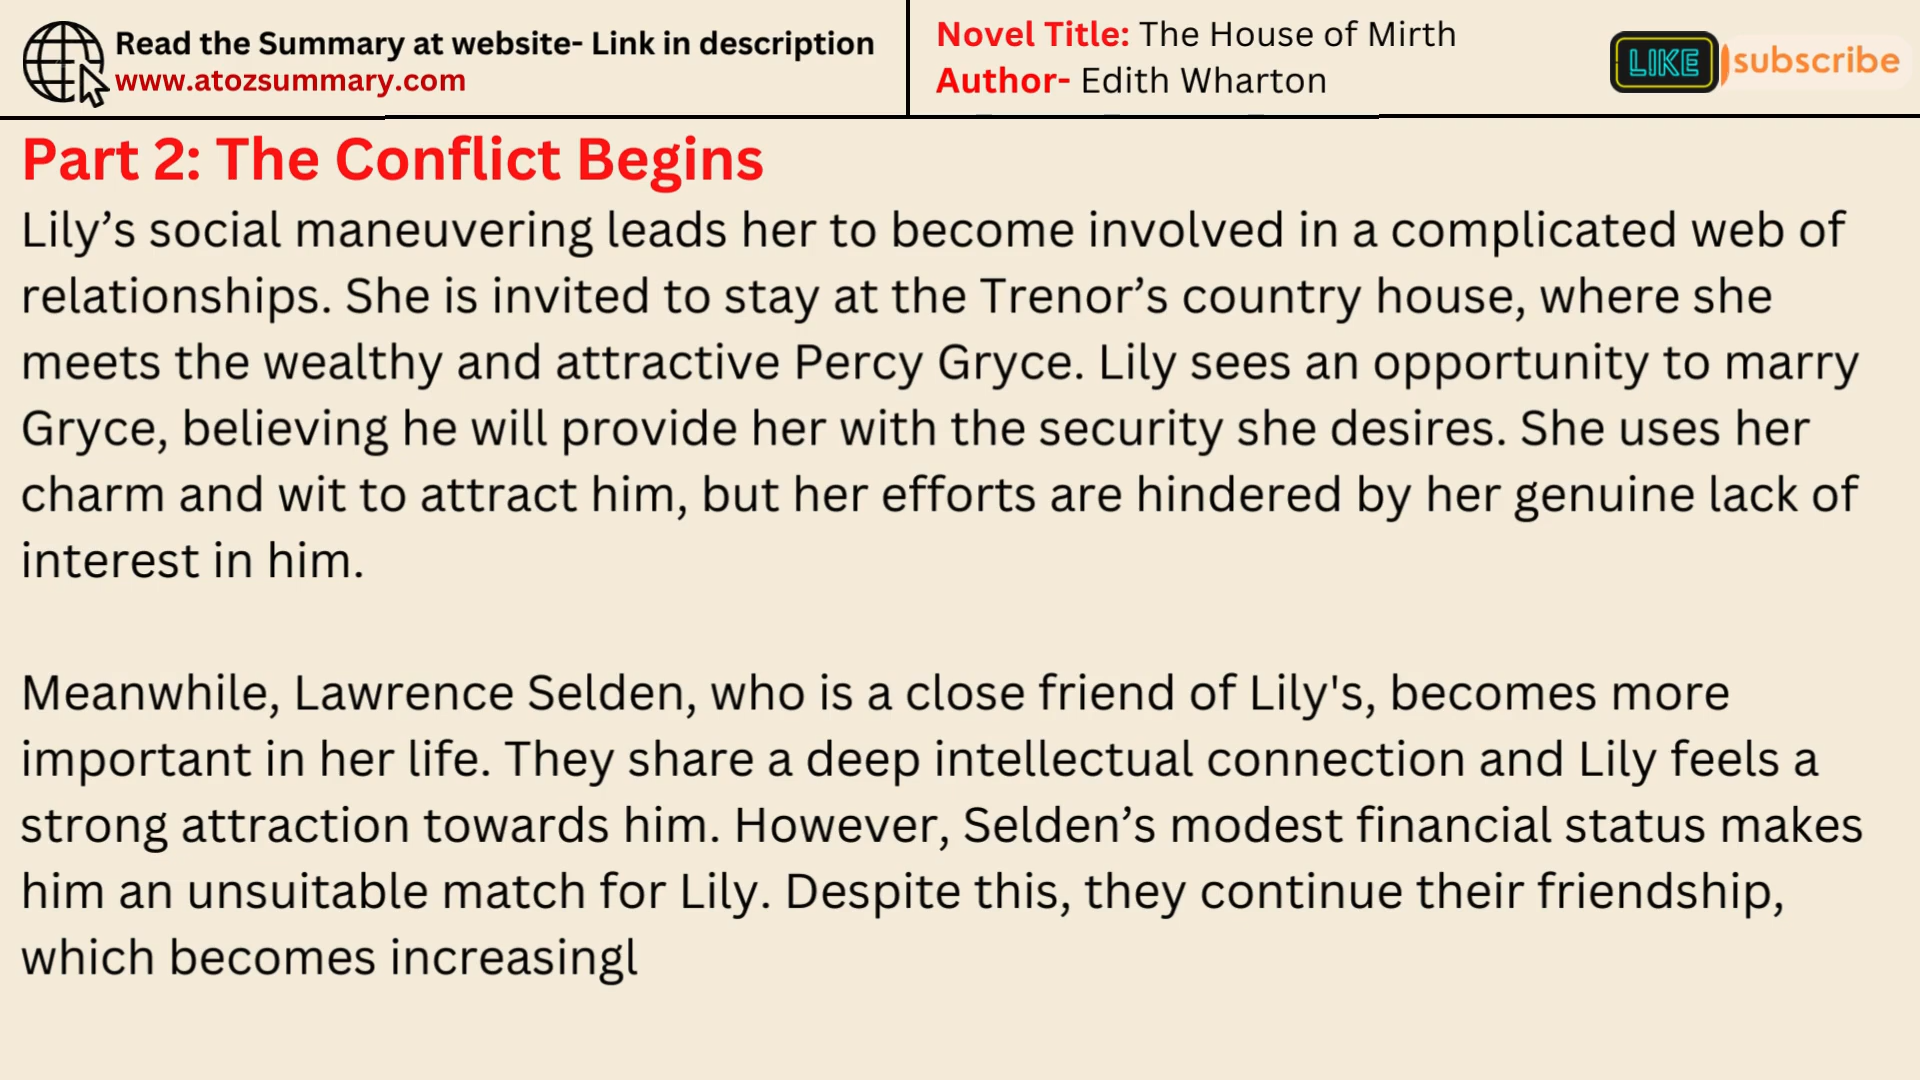 Read the Summary at website- Link in description
www.atozsummary.com
Novel Title: The House of Mirth
Author- Edith Wharton
LIKE
subscribe
Part 2: The Conflict Begins
Lily’s social maneuvering leads her to become involved in a complicated web of
relationships. She is invited to stay at the Trenor’s country house, where she
meets the wealthy and attractive Percy Gryce. Lily sees an opportunity to marry
Gryce, believing he will provide her with the security she desires. She uses her
charm and wit to attract him, but her efforts are hindered by her genuine lack of
interest in him.
Meanwhile, Lawrence Selden, who is a close friend of Lily's, becomes more
important in her life. They share a deep intellectual connection and Lily feels a
strong attraction towards him. However, Selden’s modest financial status makes
him an unsuitable match for Lily. Despite this, they continue their friendship,
which becomes increasingl